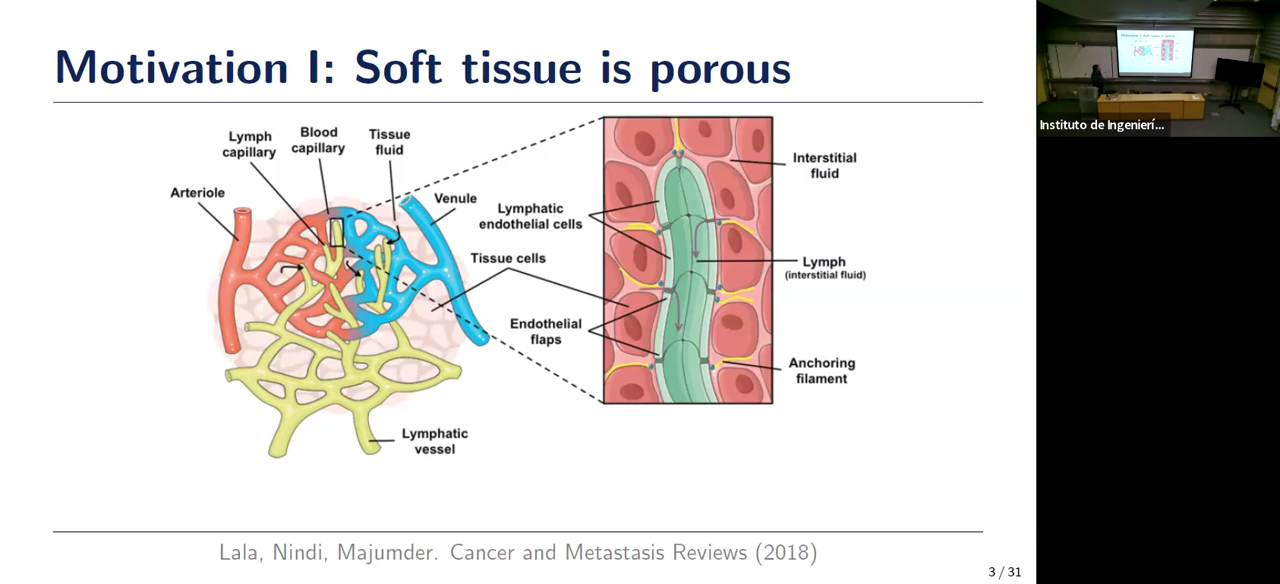 Motivation I: Soft tissue is porous
Lymph
capillary
Blood
capillary
Tissue
fluid
Arteriole
Venule
Lymphatic
endothelial cells
Tissue cells
Endothelial
flaps
Lymphatic
vessel
Interstitial
fluid
Lymph
(interstitial fluid)
Anchoring
filament
Lala, Nindi, Majumder. Cancer and Metastasis Reviews (2018)
3 / 31
Instituto de Ingenierí...